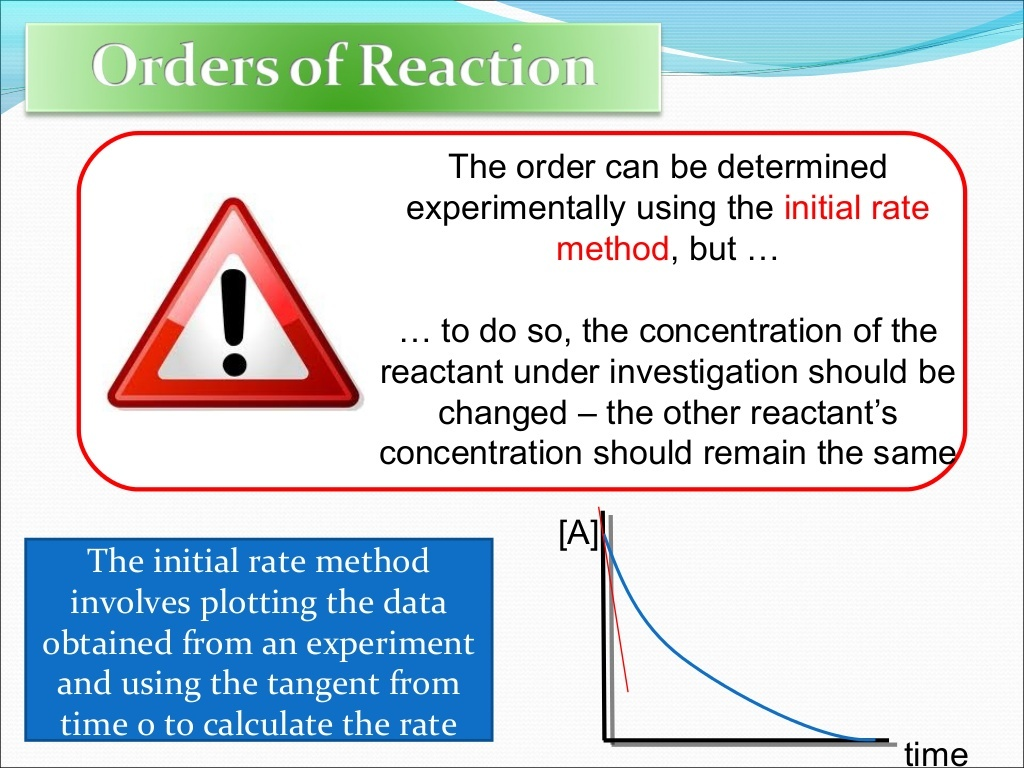 Orders of Reaction
The order can be determined
experimentally using the initial rate
method, but …
… to do so, the concentration of the
reactant under investigation should be
changed – the other reactant’s
concentration should remain the same
The initial rate method
involves plotting the data
obtained from an experiment
and using the tangent from
time 0 to calculate the rate
[A]
time